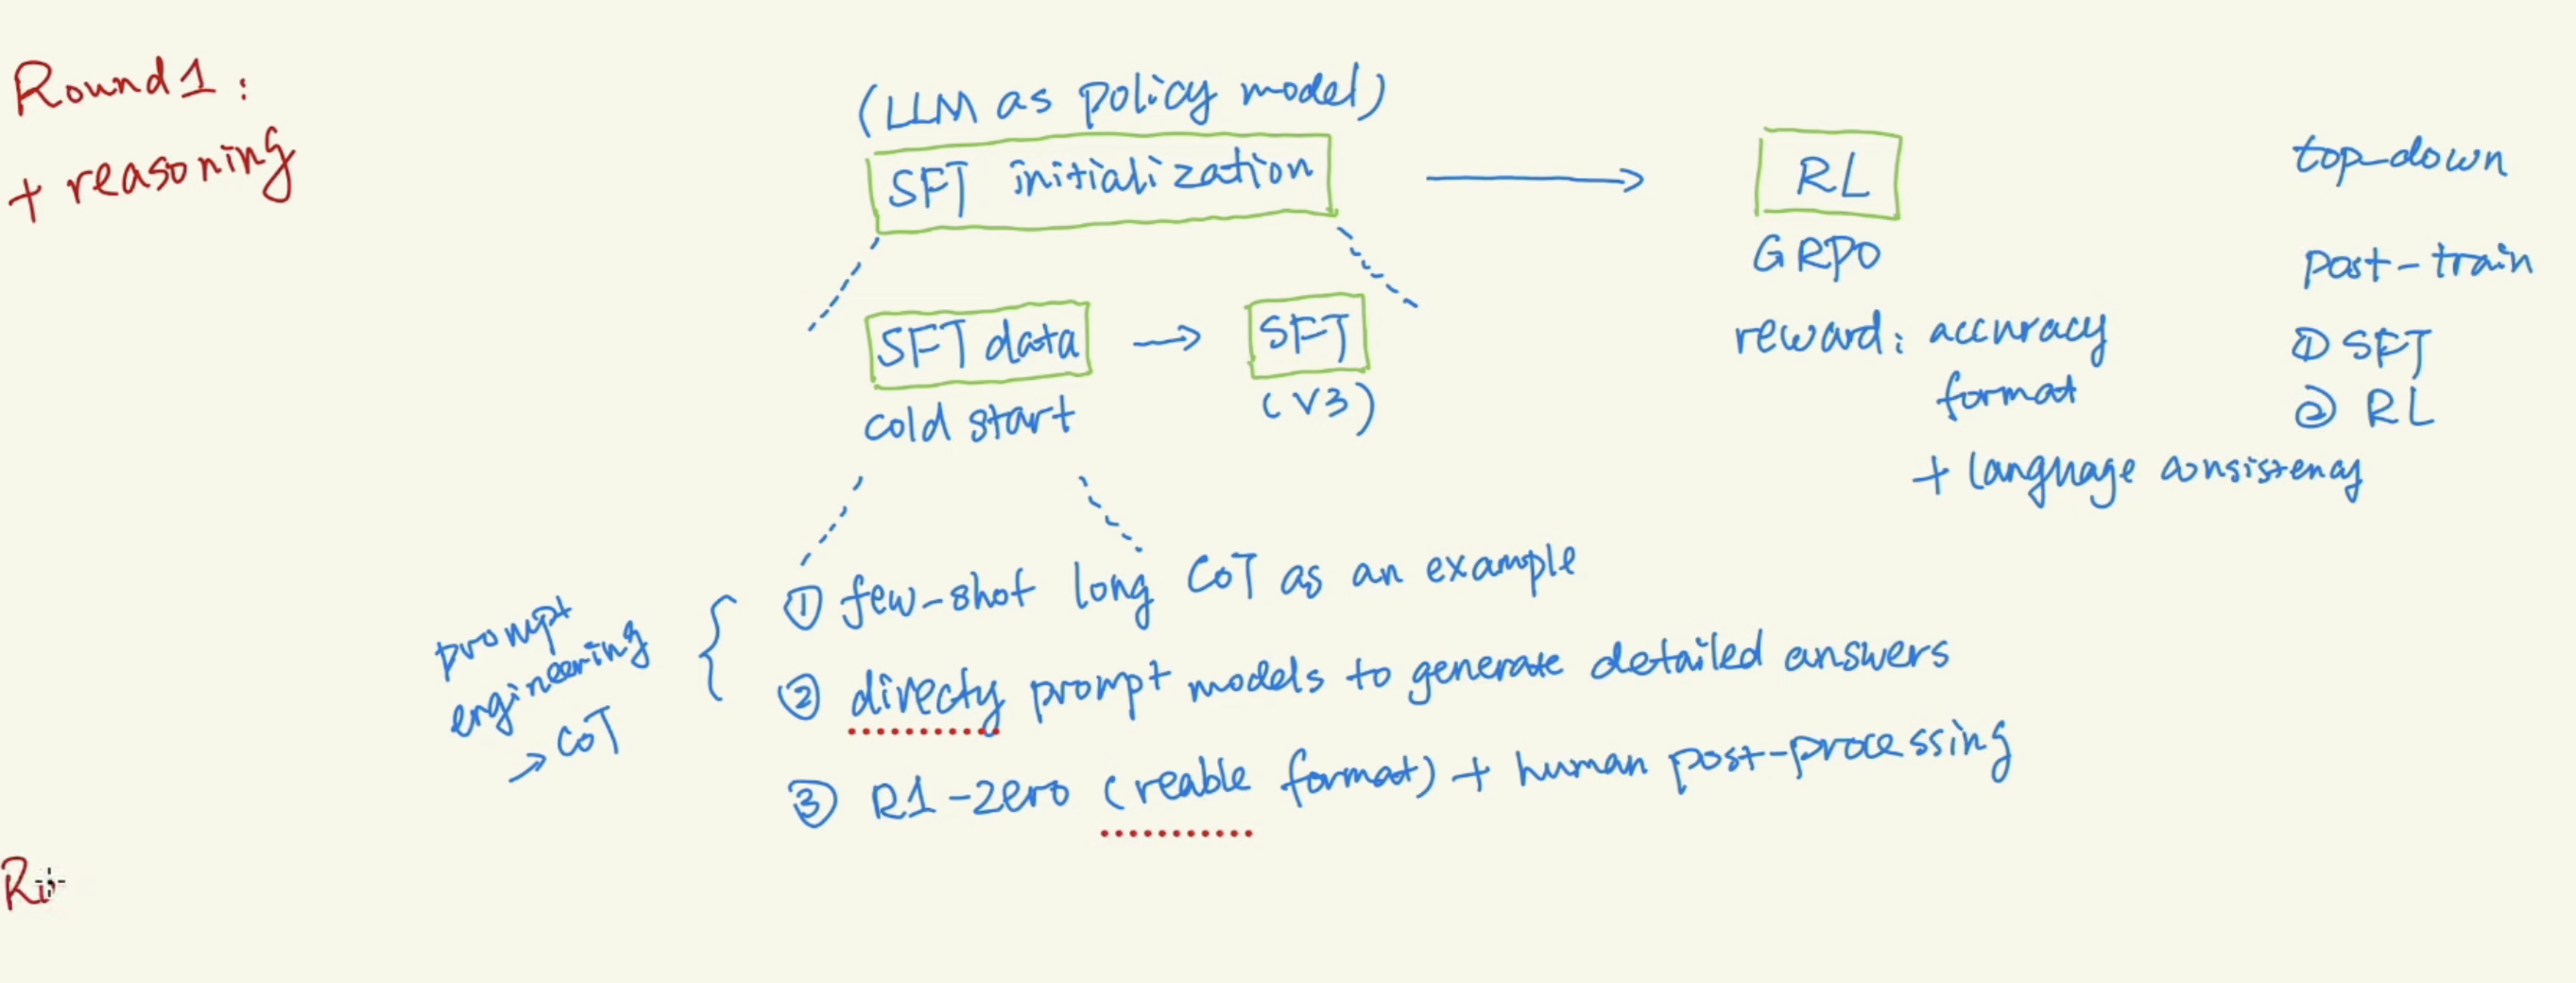 Round 1:
+ reasoning
(LLM as policy model)
SFT initialization
RL
GRPO
reward: accuracy
format
+ language consistency
top-down
post-train
① SFT
② RL
SFT data
cold start
SFT
(V3)
prompt
engineering
→ CoT
① few-shot long CoT as an example
② directy prompt models to generate detailed answers
③ R1-zero (reable format) + human post-processing